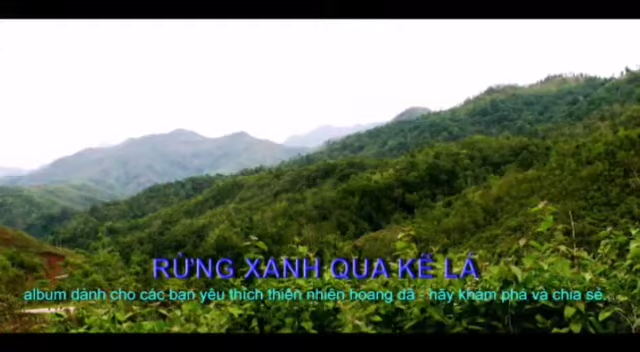 RỪNG XANH QUA KẼ LÁ
album dành cho các bạn yêu thích thiên nhiên hoang dã - hãy khám phá và chia sẻ.